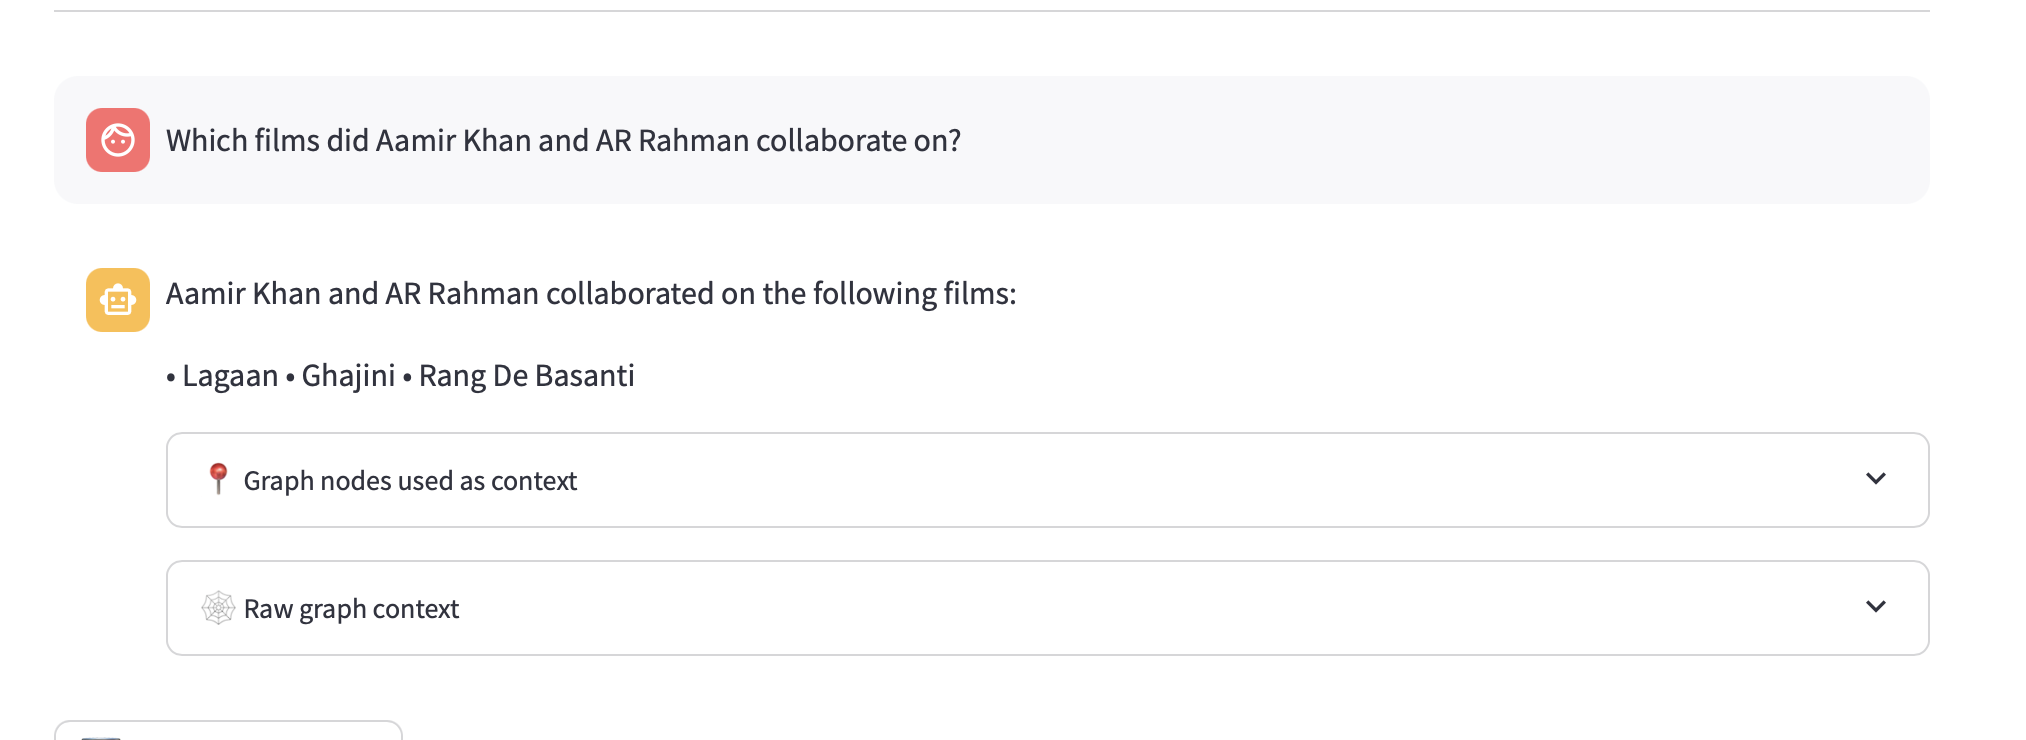 Which films did Aamir Khan and AR Rahman collaborate on?
Aamir Khan and AR Rahman collaborated on the following films:
• Lagaan • Ghajini • Rang De Basanti
Graph nodes used as context
Raw graph context